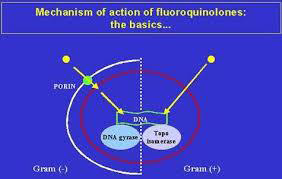 Mechanism of action of fluoroquinolones:
the basics...
PORIN
DNA
DNA gyrase
Topo
isomerase
Gram (-)
Gram (+)